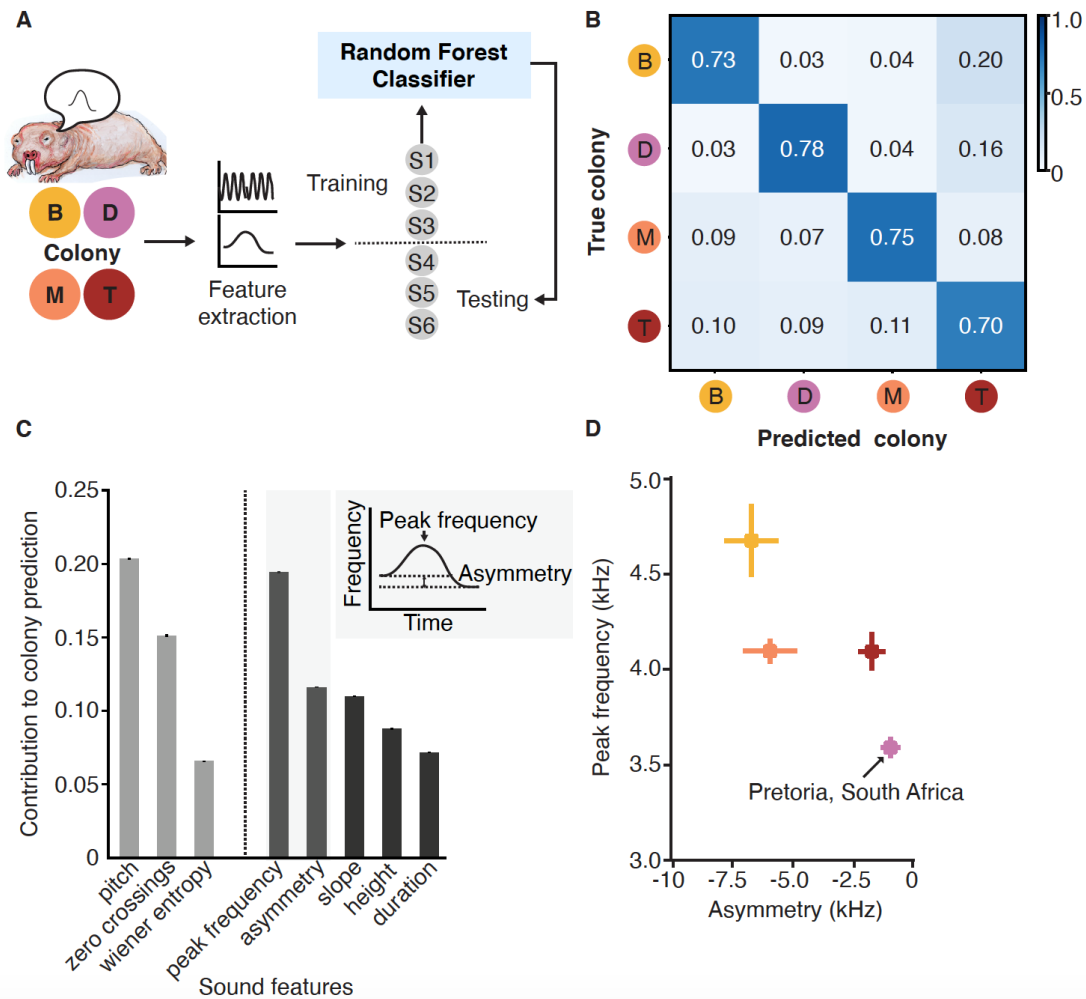 A
Random Forest
Classifier
B D
Colony
M T
Feature
extraction
Training
S1
S2
S3
S4
S5
S6
Testing
B
True colony
B 0.73 0.03 0.04 0.20
D 0.03 0.78 0.04 0.16
M 0.09 0.07 0.75 0.08
T 0.10 0.09 0.11 0.70
B D M T
Predicted colony
1.0
0.5
0
C
Contribution to colony prediction
0.25
0.20
0.15
0.10
0.05
0
pitch
zero crossings
wiener entropy
peak frequency
asymmetry
slope
height
duration
Sound features
Frequency
Peak frequency
Asymmetry
Time
D
Peak frequency (kHz)
5.0
4.5
4.0
3.5
3.0
Pretoria, South Africa
-10 -7.5 -5.0 -2.5 0
Asymmetry (kHz)